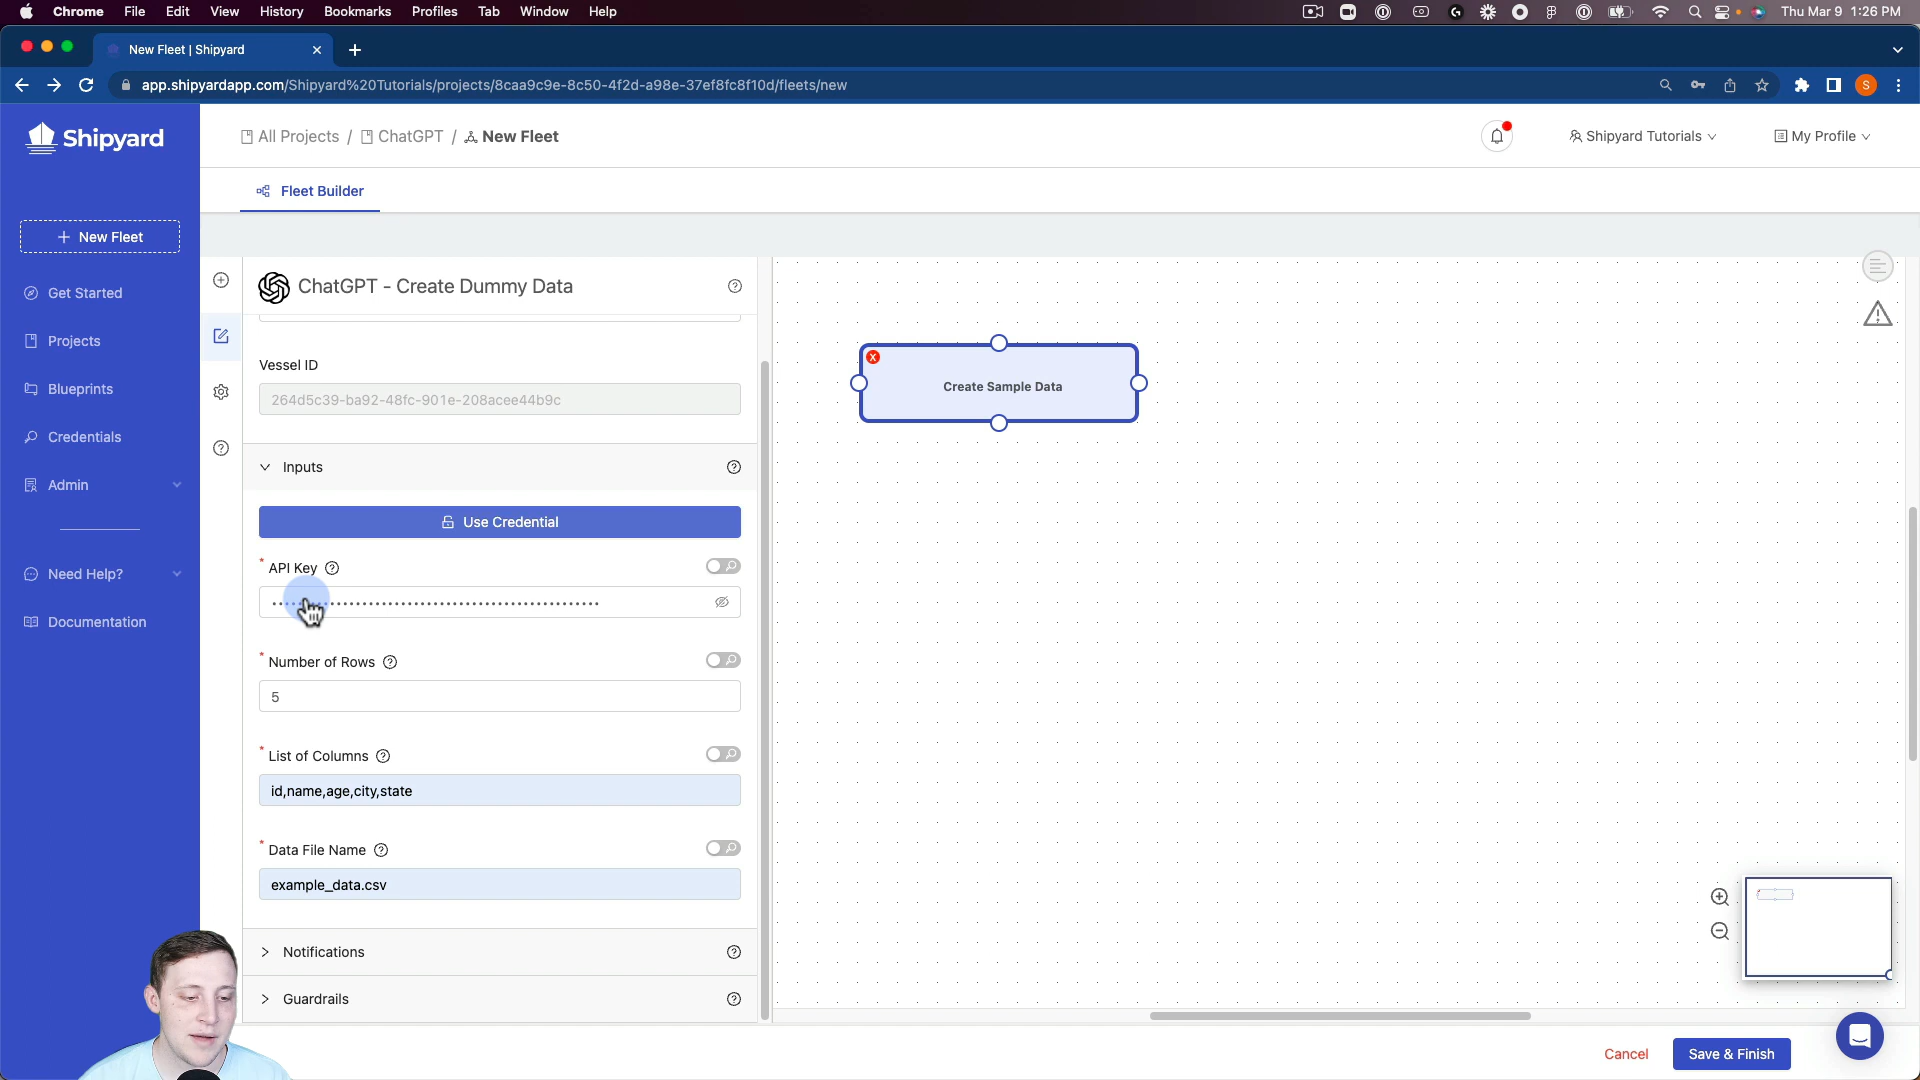 Chrome File Edit View History Bookmarks Profiles Tab Window Help Thu Mar 9 1:26 PM
New Fleet | Shipyard
app.shipyardapp.com/Shipyard%20Tutorials/projects/8caa9c9e-8c50-4f2d-a98e-37ef8fc8f10d/fleets/new
S
Shipyard
All Projects / ChatGPT / New Fleet
Shipyard Tutorials
My Profile
Fleet Builder
+ New Fleet
Get Started
Projects
Blueprints
Credentials
Admin
Need Help?
Documentation
ChatGPT - Create Dummy Data
Vessel ID
264d5c39-ba92-48fc-901e-208acee44b9c
Inputs
Use Credential
* API Key
* Number of Rows
5
* List of Columns
id,name,age,city,state
* Data File Name
example_data.csv
Notifications
Guardrails
X
Create Sample Data
Cancel
Save & Finish